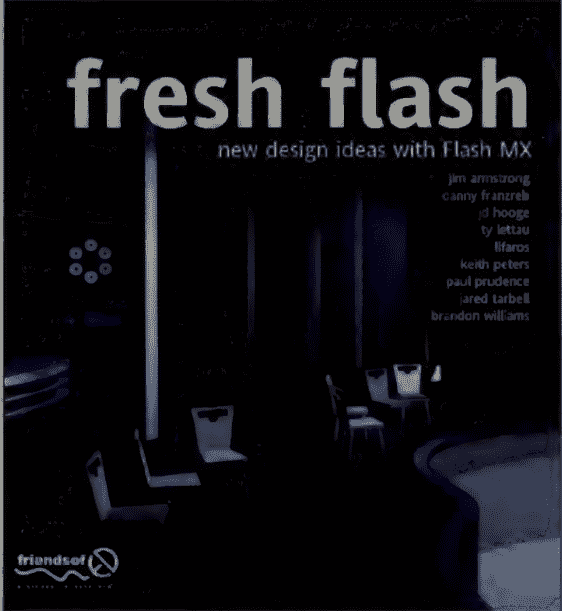 fresh flash
new design ideas with Flash MX
jim armstrong
danny franzreb
jd hooge
ty lettau
lifaros
keith peters
paul prudence
jared tarbell
brandon williams
friendsof